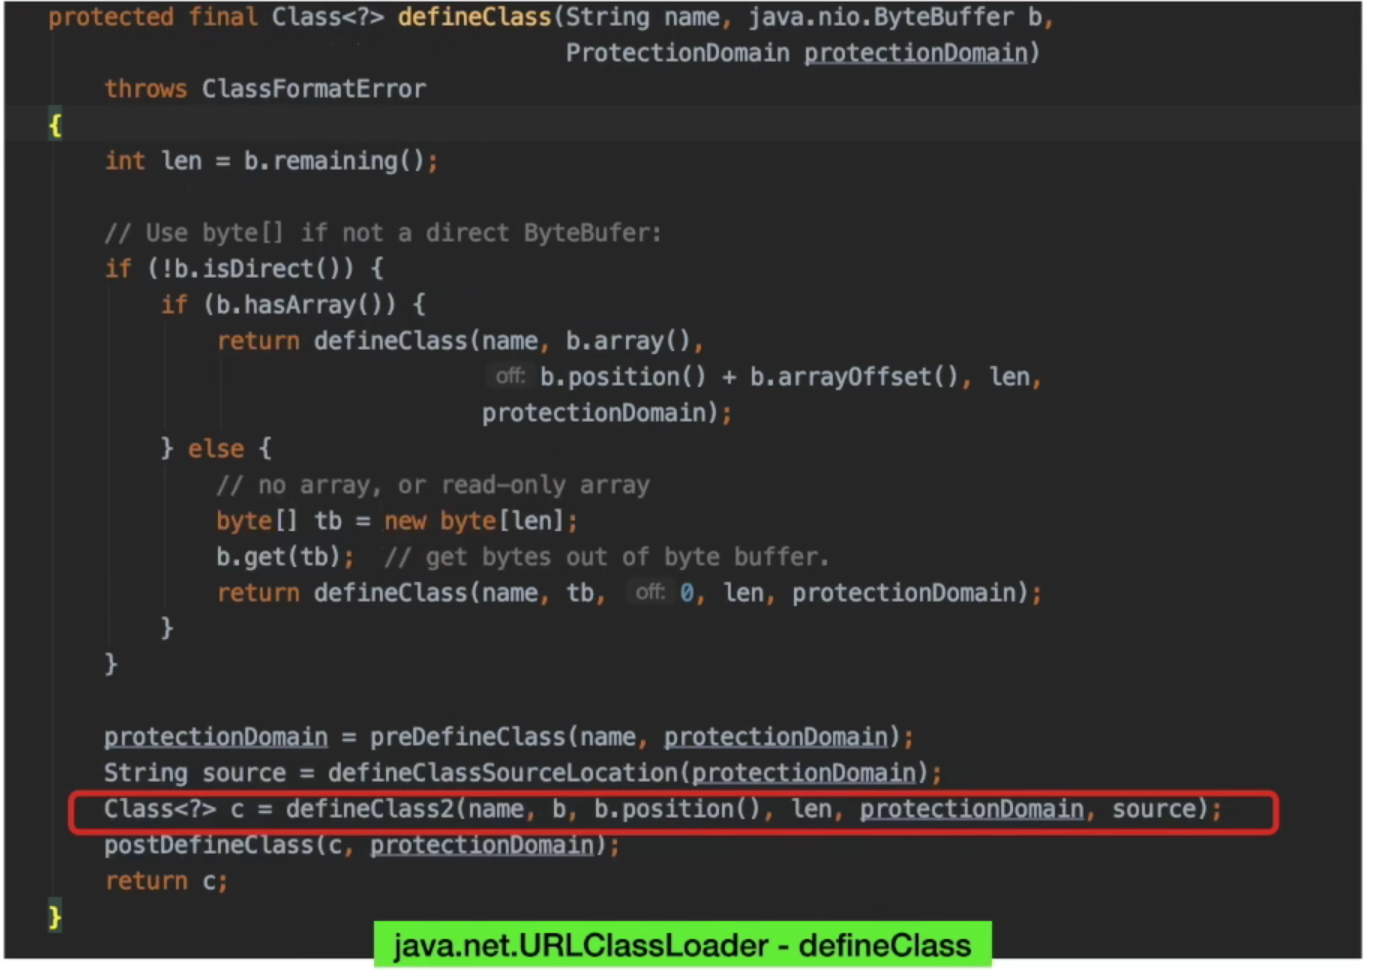 protected final Class<?> defineClass(String name, java.nio.ByteBuffer b,
ProtectionDomain protectionDomain)
throws ClassFormatError
{
int len = b.remaining();
// Use byte[] if not a direct ByteBufer:
if (!b.isDirect()) {
if (b.hasArray()) {
return defineClass(name, b.array(),
off: b.position() + b.arrayOffset(), len,
protectionDomain);
} else {
// no array, or read-only array
byte[] tb = new byte[len];
b.get(tb);  // get bytes out of byte buffer.
return defineClass(name, tb, off: 0, len, protectionDomain);
}
}
protectionDomain = preDefineClass(name, protectionDomain);
String source = defineClassSourceLocation(protectionDomain);
Class<?> c = defineClass2(name, b, b.position(), len, protectionDomain, source);
postDefineClass(c, protectionDomain);
return c;
}
java.net.URLClassLoader - defineClass